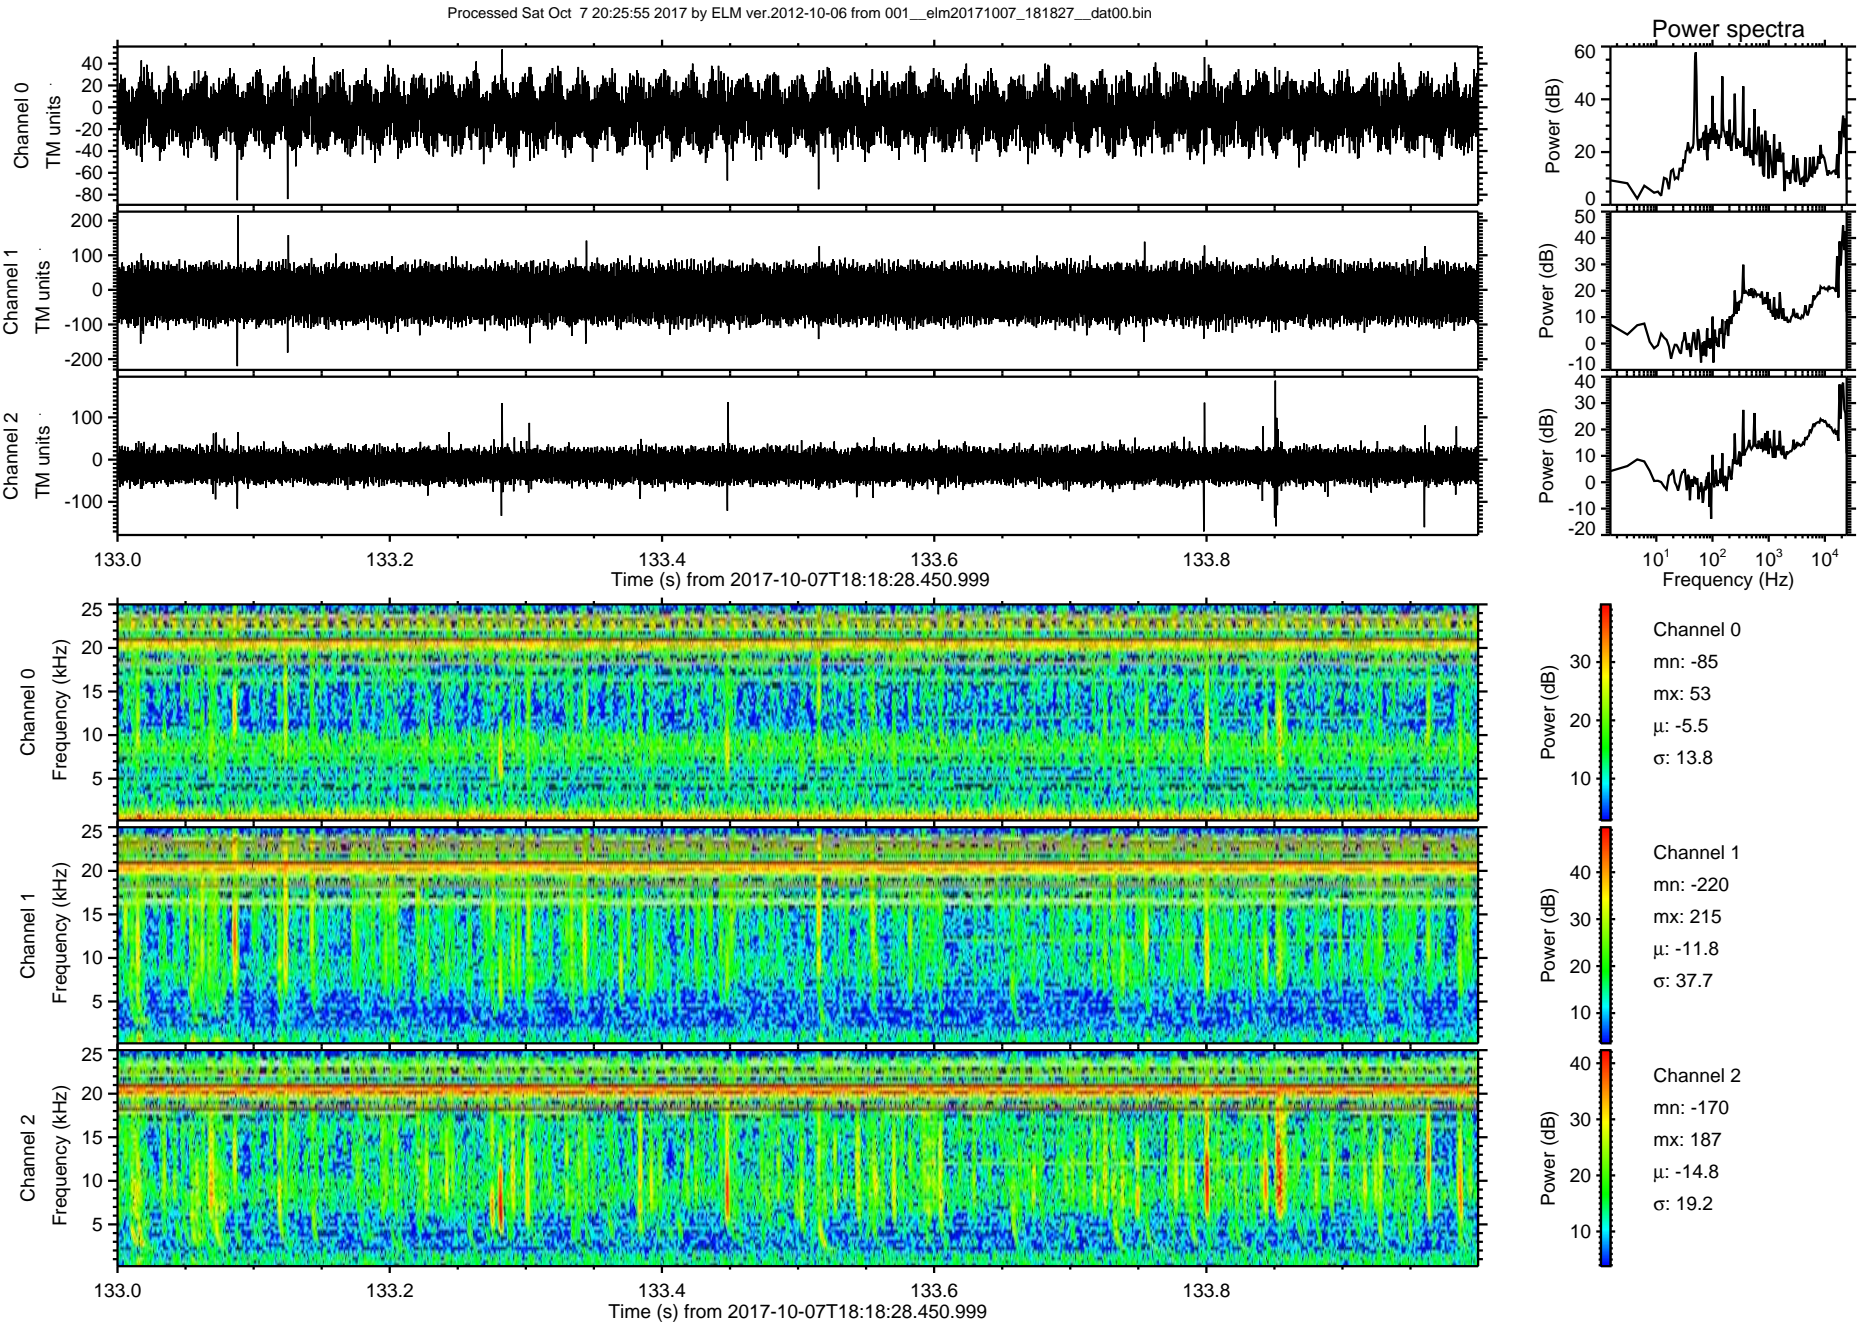 Processed Sat Oct  7 20:25:55 2017 by ELM ver.2012-10-06 from 001__elm20171007_181827__dat00.bin
Power spectra
Channel 0
TM units
40
20
0
-20
-40
-60
-80
Power (dB)
60
40
20
0
Channel 1
TM units
200
100
0
-100
-200
Power (dB)
50
40
30
20
10
0
-10
Channel 2
TM units
100
0
-100
Power (dB)
40
30
20
10
0
-10
-20
133.0 133.2 133.4 133.6 133.8
Time (s) from 2017-10-07T18:18:28.450.999
10^1 10^2 10^3 10^4
Frequency (Hz)
Channel 0
Frequency (kHz)
25
20
15
10
5
Power (dB)
30
20
10
Channel 0
mn: -85
mx: 53
μ: -5.5
σ: 13.8
Channel 1
Frequency (kHz)
25
20
15
10
5
Power (dB)
40
30
20
10
Channel 1
mn: -220
mx: 215
μ: -11.8
σ: 37.7
Channel 2
Frequency (kHz)
25
20
15
10
5
Power (dB)
40
30
20
10
Channel 2
mn: -170
mx: 187
μ: -14.8
σ: 19.2
133.0 133.2 133.4 133.6 133.8
Time (s) from 2017-10-07T18:18:28.450.999